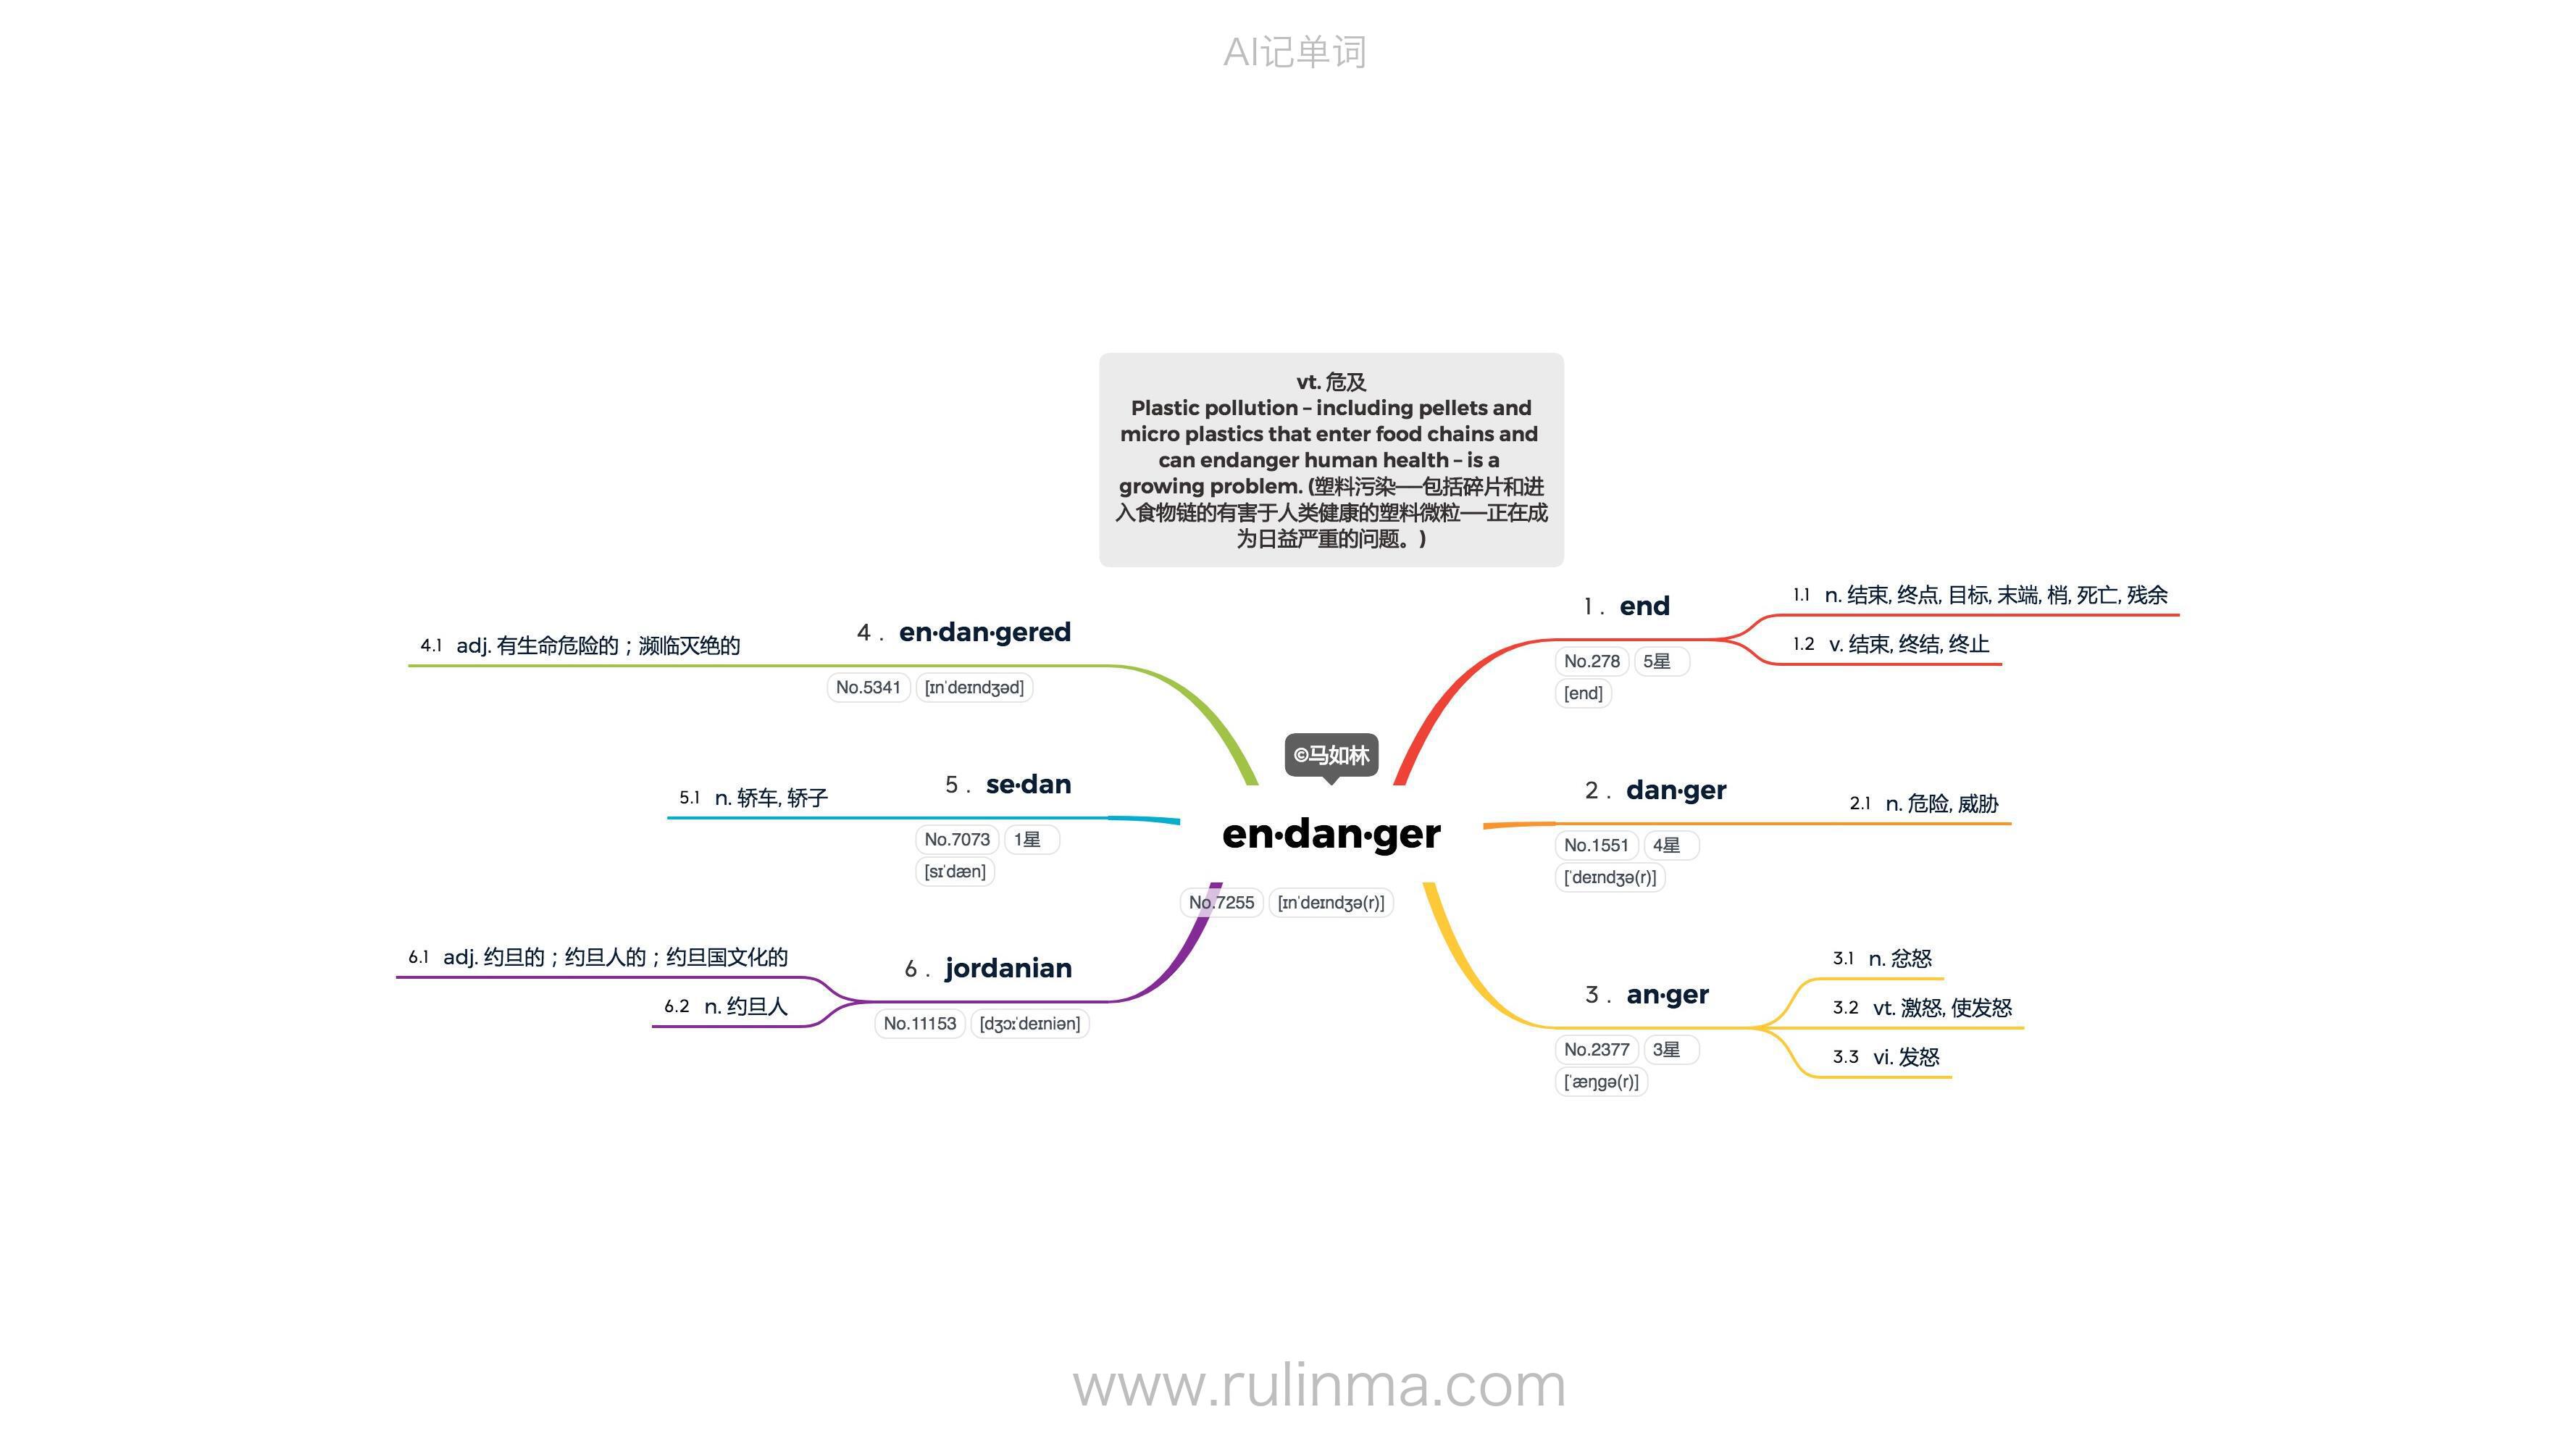 AI记单词
vt. 危及
Plastic pollution – including pellets and
micro plastics that enter food chains and
can endanger human health – is a
growing problem. (塑料污染——包括碎片和进
入食物链的有害于人类健康的塑料微粒——正在成
为日益严重的问题。)
©马如林
en·dan·ger
No.7255 [ɪnˈdeɪndʒə(r)]
1 . end
No.278 5星
[end]
1.1 n. 结束, 终点, 目标, 末端, 梢, 死亡, 残余
1.2 v. 结束, 终结, 终止
2 . dan·ger
No.1551 4星
[ˈdeɪndʒə(r)]
2.1 n. 危险, 威胁
3 . an·ger
No.2377 3星
[ˈæŋgə(r)]
3.1 n. 忿怒
3.2 vt. 激怒, 使发怒
3.3 vi. 发怒
4 . en·dan·gered
No.5341 [ɪnˈdeɪndʒəd]
4.1 adj. 有生命危险的；濒临灭绝的
5 . se·dan
No.7073 1星
[sɪˈdæn]
5.1 n. 轿车, 轿子
6 . jordanian
No.11153 [dʒɔːˈdeɪniən]
6.1 adj. 约旦的；约旦人的；约旦国文化的
6.2 n. 约旦人
www.rulinma.com